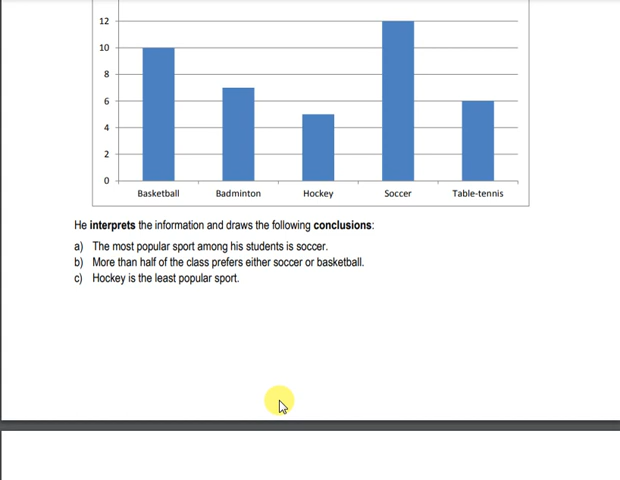 12
10
8
6
4
2
0
Basketball Badminton Hockey Soccer Table-tennis
He interprets the information and draws the following conclusions:
a) The most popular sport among his students is soccer.
b) More than half of the class prefers either soccer or basketball.
c) Hockey is the least popular sport.